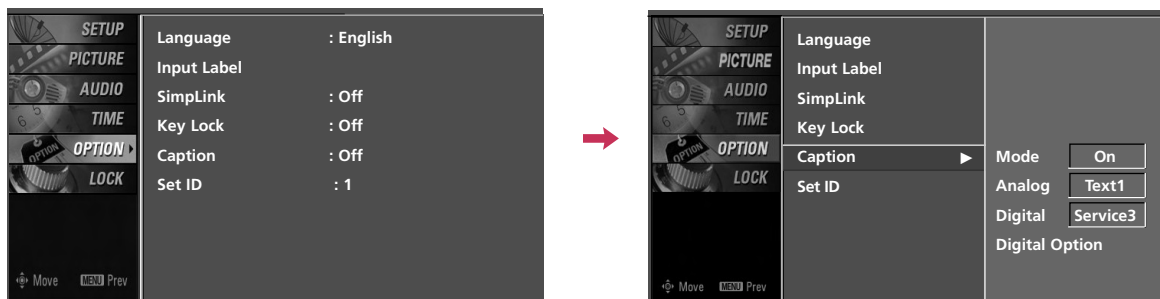 SETUP
PICTURE
AUDIO
TIME
OPTION
LOCK
Move MENU Prev
Language : English
Input Label
SimpLink : Off
Key Lock : Off
Caption : Off
Set ID : 1
SETUP
PICTURE
AUDIO
TIME
OPTION
LOCK
Move MENU Prev
Language
Input Label
SimpLink
Key Lock
Caption
Set ID
Mode On
Analog Text1
Digital Service3
Digital Option